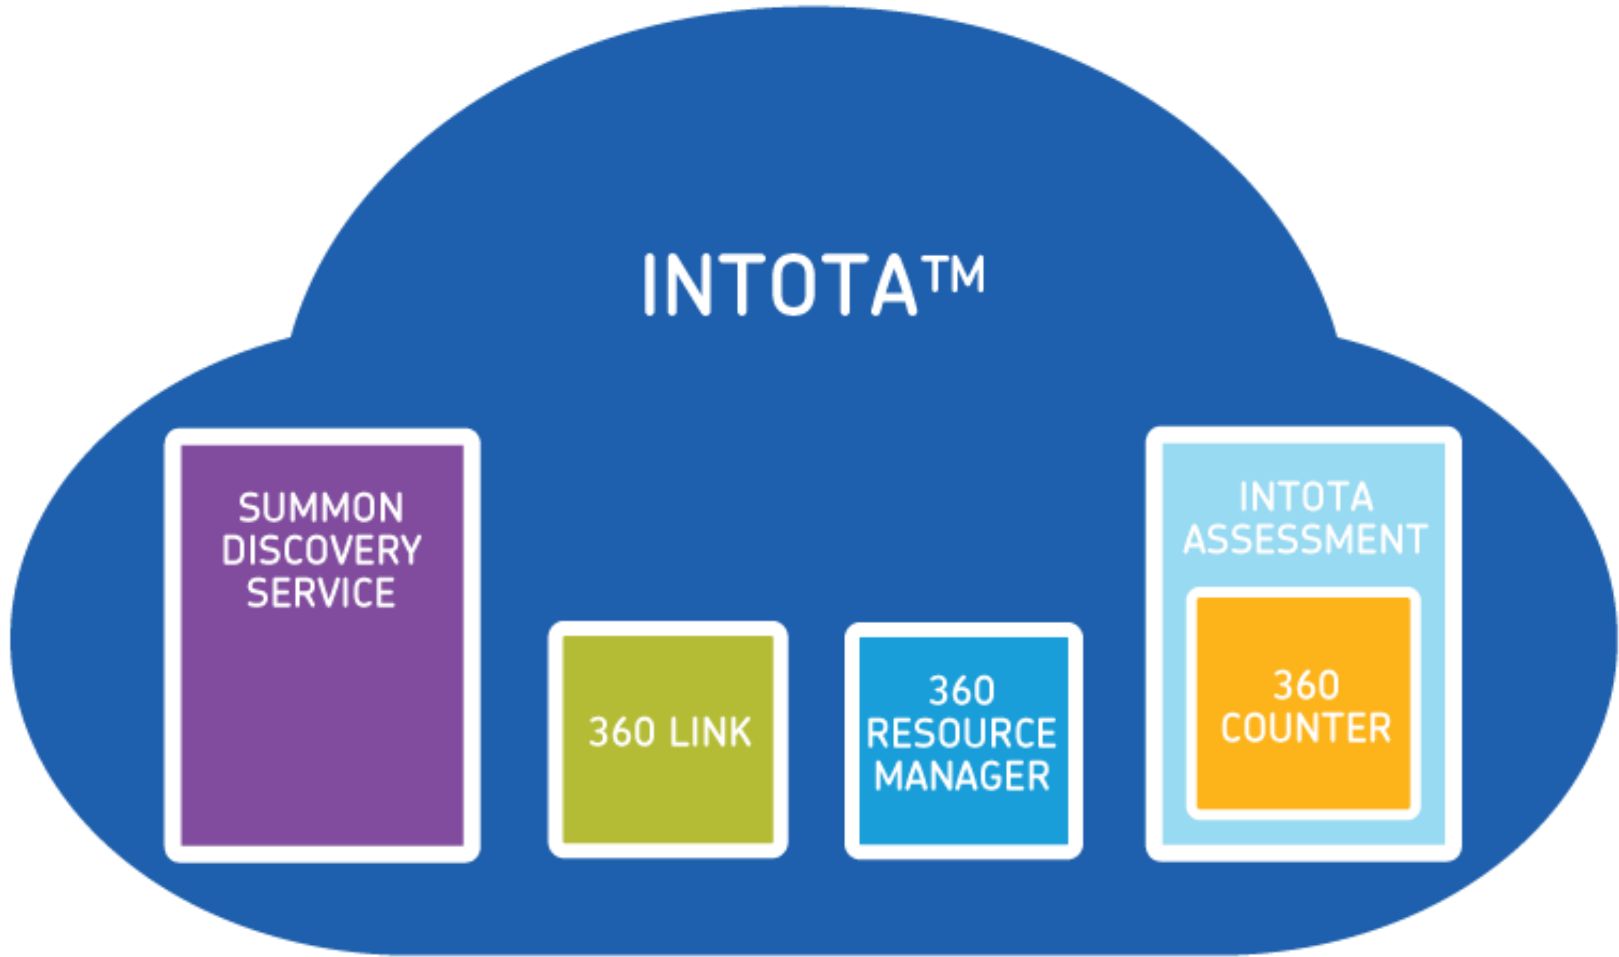 INTOTA™
SUMMON
DISCOVERY
SERVICE
360 LINK
360
RESOURCE
MANAGER
INTOTA
ASSESSMENT
360
COUNTER